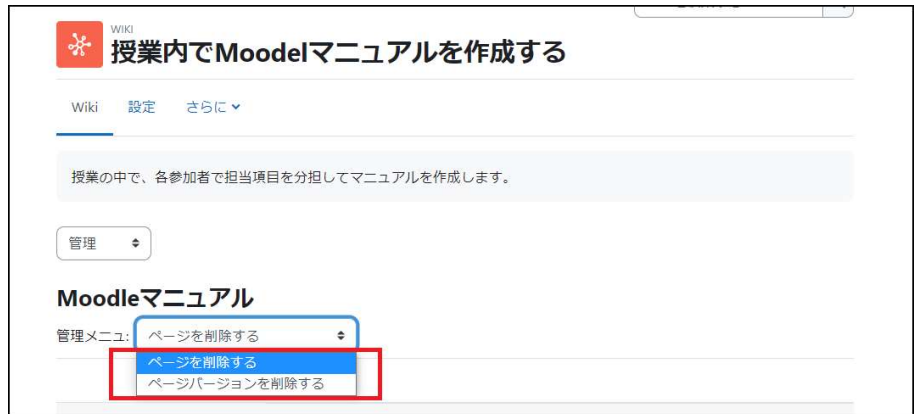 WIKI
授業内でMoodelマニュアルを作成する
Wiki 設定 さらに
授業の中で、各参加者で担当項目を分担してマニュアルを作成します。
管理
Moodleマニュアル
管理メニュ: ページを削除する
ページを削除する
ページバージョンを削除する